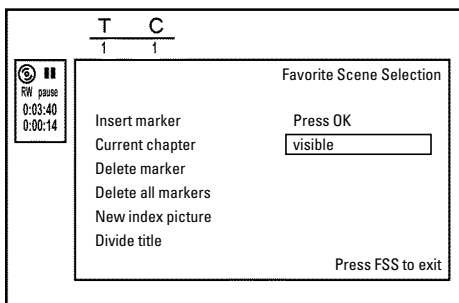 T C
1 1
Favorite Scene Selection
RW pause
0:03:40
0:00:14
Insert marker Press OK
Current chapter visible
Delete marker
Delete all markers
New index picture
Divide title
Press FSS to exit